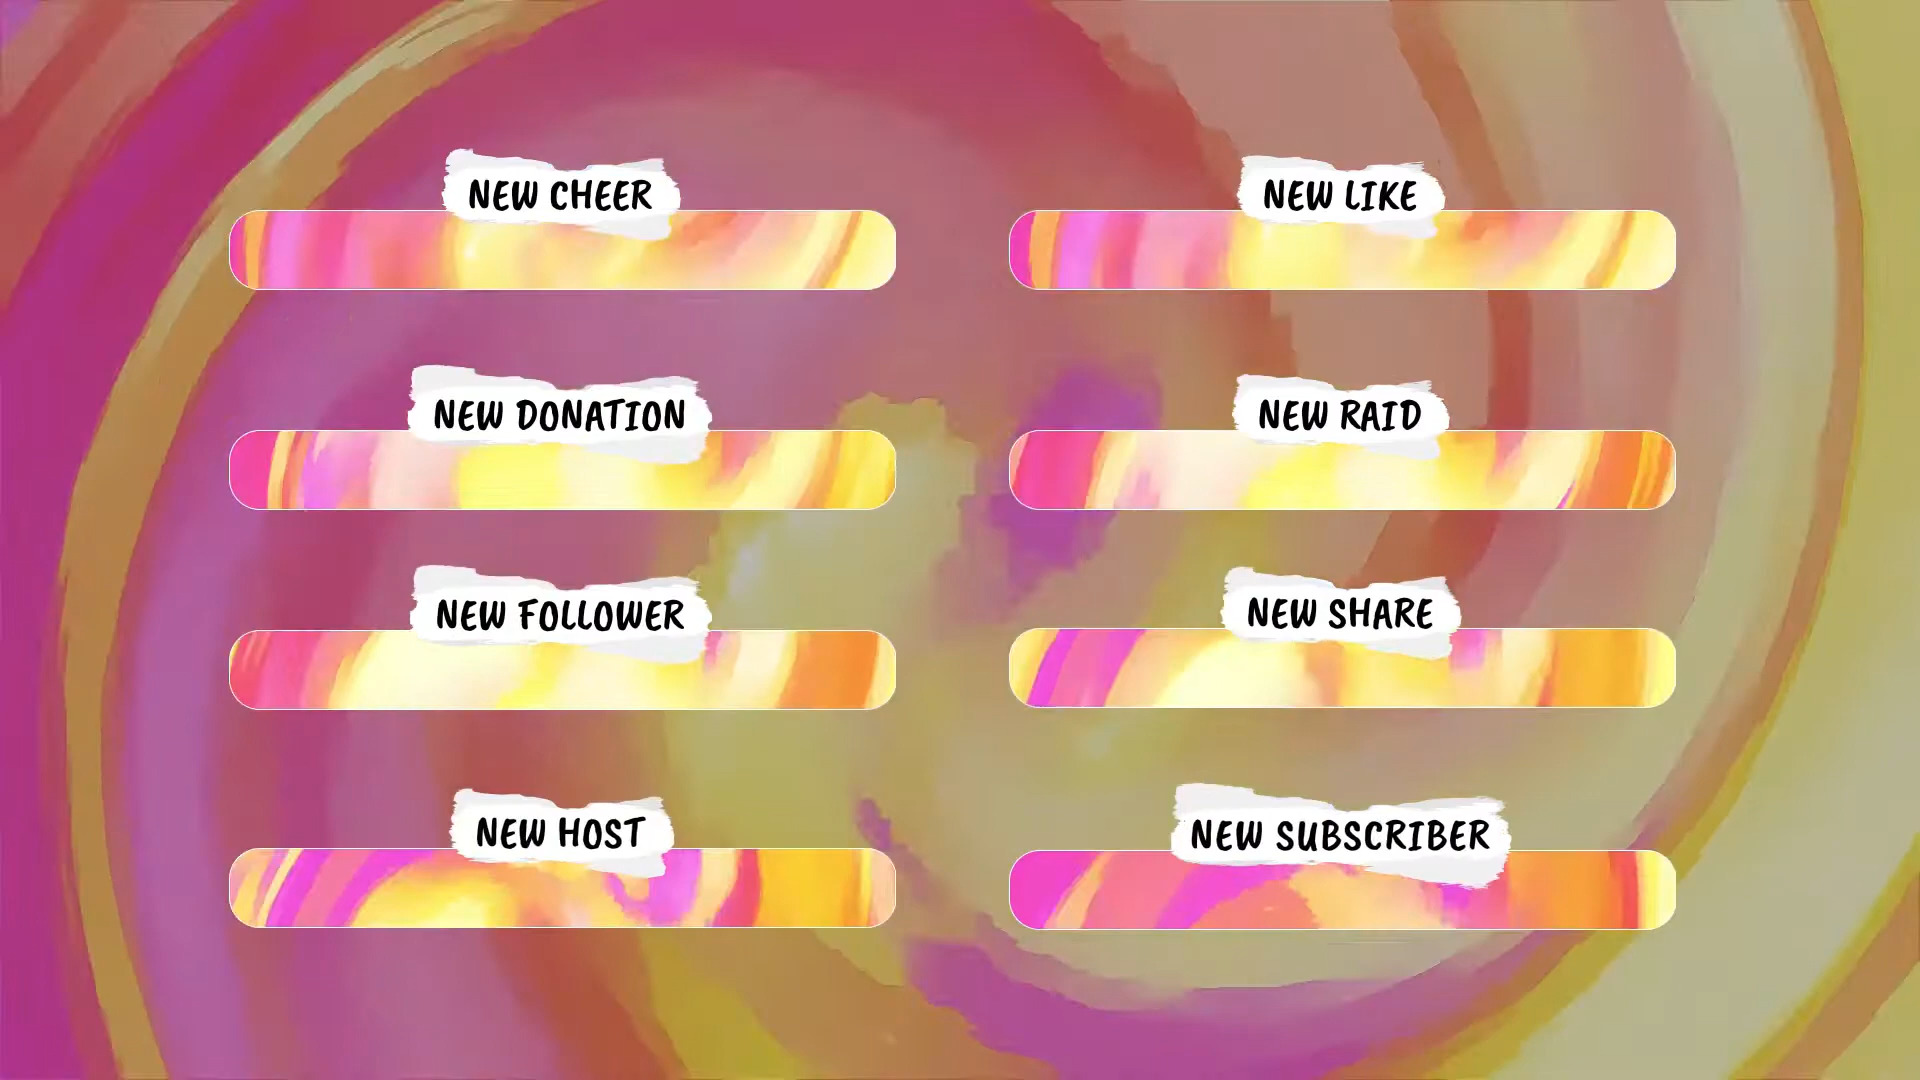 NEW CHEER
NEW LIKE
NEW DONATION
NEW RAID
NEW FOLLOWER
NEW SHARE
NEW HOST
NEW SUBSCRIBER